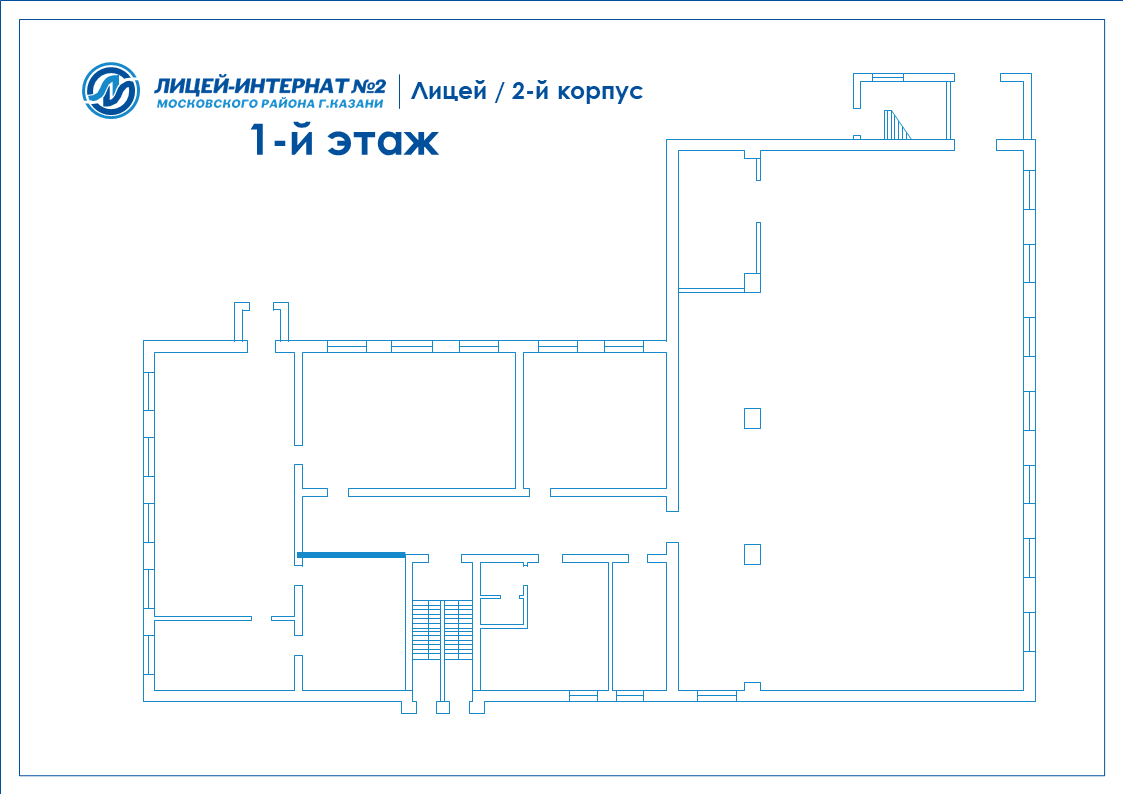 ЛИЦЕЙ-ИНТЕРНАТ №2
МОСКОВСКОГО РАЙОНА Г.КАЗАНИ
Лицей / 2-й корпус
1-й этаж